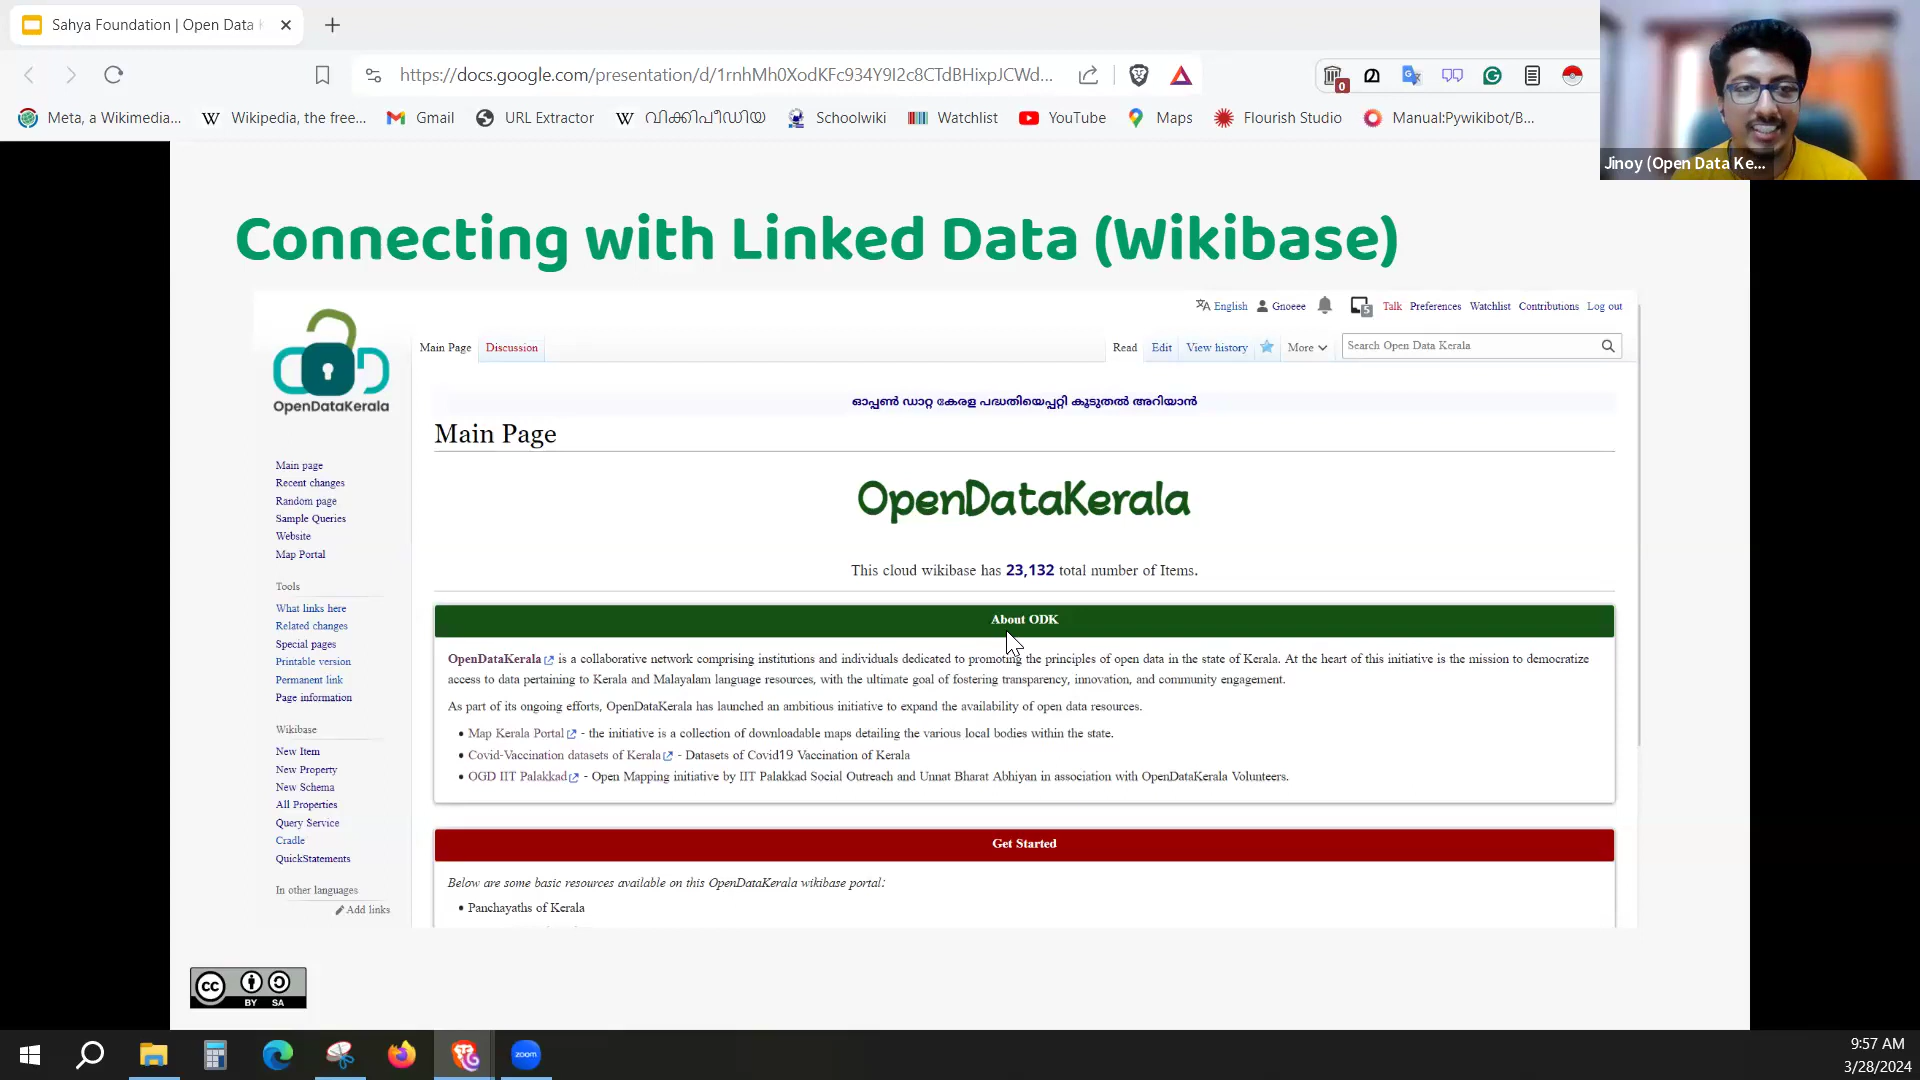 Sahya Foundation | Open Data K
https://docs.google.com/presentation/d/1rnhMh0XodKFc934Y9I2c8CTdBHixpJCWd...
0
Meta, a Wikimedia... Wikipedia, the free... Gmail URL Extractor വിക്കിപീഡിയ Schoolwiki Watchlist YouTube Maps Flourish Studio Manual:Pywikibot/B...
Jinoy (Open Data Ke...
Connecting with Linked Data (Wikibase)
English Gnoeee 5 Talk Preferences Watchlist Contributions Log out
OpenDataKerala
Main Page Discussion Read Edit View history More Search Open Data Kerala
ഓപ്പൺ ഡാറ്റ കേരള പദ്ധതിയെപ്പറ്റി കൂടുതൽ അറിയാൻ
Main Page
OpenDataKerala
This cloud wikibase has 23,132 total number of Items.
Main page
Recent changes
Random page
Sample Queries
Website
Map Portal
Tools
What links here
Related changes
Special pages
Printable version
Permanent link
Page information
Wikibase
New Item
New Property
New Schema
All Properties
Query Service
Cradle
QuickStatements
In other languages
Add links
About ODK
OpenDataKerala is a collaborative network comprising institutions and individuals dedicated to promoting the principles of open data in the state of Kerala. At the heart of this initiative is the mission to democratize
access to data pertaining to Kerala and Malayalam language resources, with the ultimate goal of fostering transparency, innovation, and community engagement.
As part of its ongoing efforts, OpenDataKerala has launched an ambitious initiative to expand the availability of open data resources.
• Map Kerala Portal - the initiative is a collection of downloadable maps detailing the various local bodies within the state.
• Covid-Vaccination datasets of Kerala - Datasets of Covid19 Vaccination of Kerala
• OGD IIT Palakkad - Open Mapping initiative by IIT Palakkad Social Outreach and Unnat Bharat Abhiyan in association with OpenDataKerala Volunteers.
Get Started
Below are some basic resources available on this OpenDataKerala wikibase portal:
• Panchayaths of Kerala
CC BY SA
zoom
9:57 AM
3/28/2024